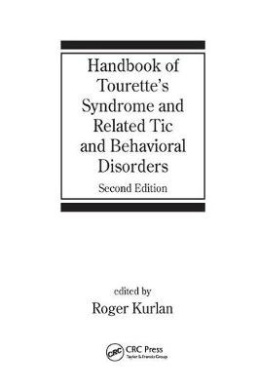 Handbook of
Tourette's
Syndrome and
Related Tic
and Behavioral
Disorders
Second Edition
edited by
Roger Kurlan
CRC
CRC Press
Taylor & Francis Group